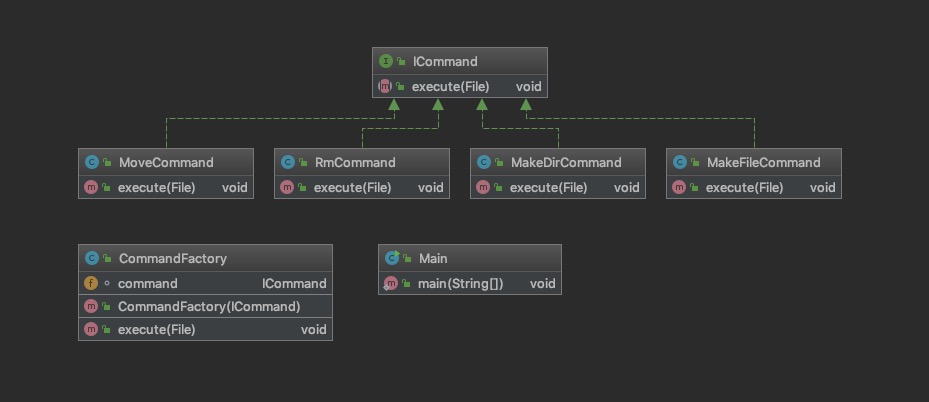 ICommand
execute(File) void
MoveCommand
execute(File) void
RmCommand
execute(File) void
MakeDirCommand
execute(File) void
MakeFileCommand
execute(File) void
CommandFactory
command ICommand
CommandFactory(ICommand)
execute(File) void
Main
main(String[]) void